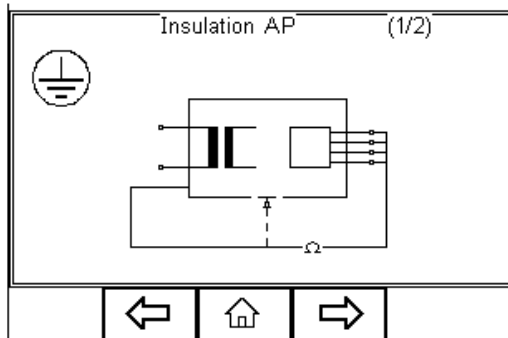 Insulation AP (1/2)
Ω